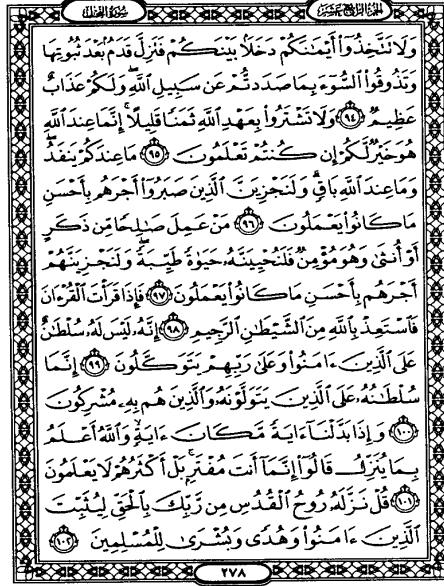 الجزء الرابع عشر سورة النحل
وَلَا تَتَّخِذُوٓا۟ أَيْمَـٰنَكُمْ دَخَلًۢا بَيْنَكُمْ فَتَزِلَّ قَدَمٌۢ بَعْدَ ثُبُوتِهَا
وَتَذُوقُوا۟ ٱلسُّوٓءَ بِمَا صَدَدتُّمْ عَن سَبِيلِ ٱللَّهِ وَلَكُمْ عَذَابٌ
عَظِيمٌ ٩٤ وَلَا تَشْتَرُوا۟ بِعَهْدِ ٱللَّهِ ثَمَنًا قَلِيلًا ۚ إِنَّمَا عِندَ ٱللَّهِ
هُوَ خَيْرٌ لَّكُمْ إِن كُنتُمْ تَعْلَمُونَ ٩٥ مَا عِندَكُمْ يَنفَدُ ۖ
وَمَا عِندَ ٱللَّهِ بَاقٍ ۗ وَلَنَجْزِيَنَّ ٱلَّذِينَ صَبَرُوٓا۟ أَجْرَهُم بِأَحْسَنِ
مَا كَانُوا۟ يَعْمَلُونَ ٩٦ مَنْ عَمِلَ صَـٰلِحًا مِّن ذَكَرٍ
أَوْ أُنثَىٰ وَهُوَ مُؤْمِنٌ فَلَنُحْيِيَنَّهُۥ حَيَوٰةً طَيِّبَةً ۖ وَلَنَجْزِيَنَّهُمْ
أَجْرَهُم بِأَحْسَنِ مَا كَانُوا۟ يَعْمَلُونَ ٩٧ فَإِذَا قَرَأْتَ ٱلْقُرْءَانَ
فَٱسْتَعِذْ بِٱللَّهِ مِنَ ٱلشَّيْطَـٰنِ ٱلرَّجِيمِ ٩٨ إِنَّهُۥ لَيْسَ لَهُۥ سُلْطَـٰنٌ
عَلَى ٱلَّذِينَ ءَامَنُوا۟ وَعَلَىٰ رَبِّهِمْ يَتَوَكَّلُونَ ٩٩ إِنَّمَا
سُلْطَـٰنُهُۥ عَلَى ٱلَّذِينَ يَتَوَلَّوْنَهُۥ وَٱلَّذِينَ هُم بِهِۦ مُشْرِكُونَ
١٠٠ وَإِذَا بَدَّلْنَآ ءَايَةً مَّكَانَ ءَايَةٍ ۙ وَٱللَّهُ أَعْلَمُ
بِمَا يُنَزِّلُ قَالُوٓا۟ إِنَّمَآ أَنتَ مُفْتَرٍۭ ۚ بَلْ أَكْثَرُهُمْ لَا يَعْلَمُونَ
١٠١ قُلْ نَزَّلَهُۥ رُوحُ ٱلْقُدُسِ مِن رَّبِّكَ بِٱلْحَقِّ لِيُثَبِّتَ
ٱلَّذِينَ ءَامَنُوا۟ وَهُدًى وَبُشْرَىٰ لِلْمُسْلِمِينَ ١٠٢
٢٧٨